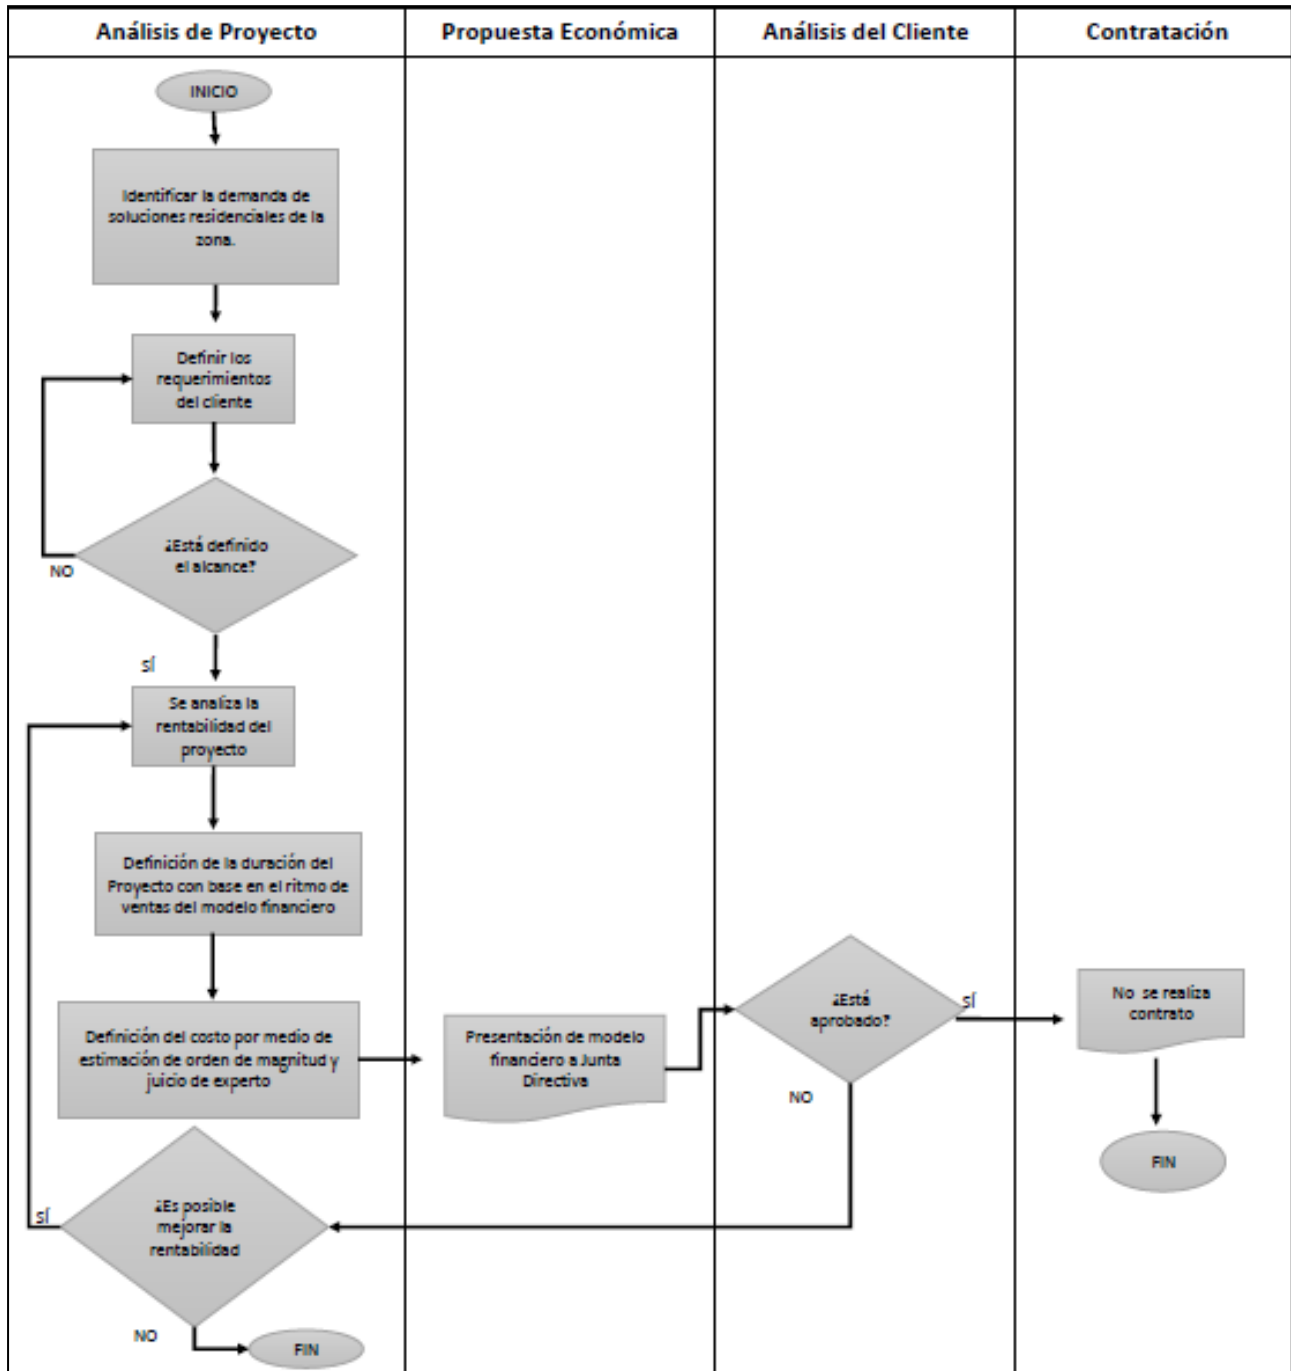 Análisis de Proyecto
Propuesta Económica
Análisis del Cliente
Contratación
INICIO
Identificar la demanda de
soluciones residenciales de la
zona.
Definir los
requerimientos
del cliente
¿Está definido
el alcance?
NO
SÍ
Se analiza la
rentabilidad del
proyecto
Definición de la duración del
Proyecto con base en el ritmo de
ventas del modelo financiero
Definición del costo por medio de
estimación de orden de magnitud y
juicio de experto
Presentación de modelo
financiero a Junta
Directiva
¿Está
aprobado?
SÍ
NO
No se realiza
contrato
FIN
¿Es posible
mejorar la
rentabilidad
SÍ
NO
FIN